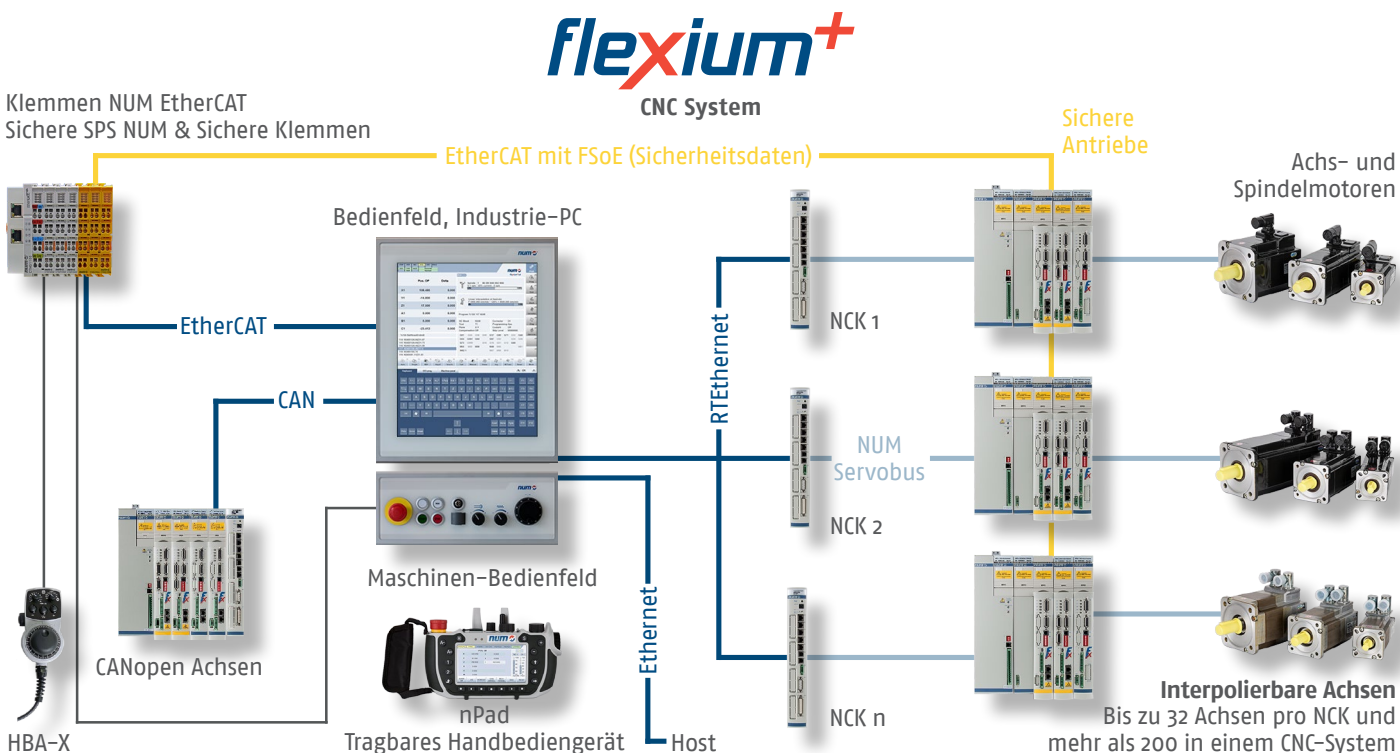 flexium+
CNC System
Klemmen NUM EtherCAT
Sichere SPS NUM & Sichere Klemmen
EtherCAT mit FSoE (Sicherheitsdaten)
Sichere
Antriebe
Achs- und
Spindelmotoren
Bedienfeld, Industrie-PC
num
EtherCAT
CAN
RTEthernet
NCK 1
NUM
Servobus
NCK 2
num
Maschinen-Bedienfeld
CANopen Achsen
num
Ethernet
nPad
Tragbares Handbediengerät
HBA-X
Host
NCK n
Interpolierbare Achsen
Bis zu 32 Achsen pro NCK und
mehr als 200 in einem CNC-System